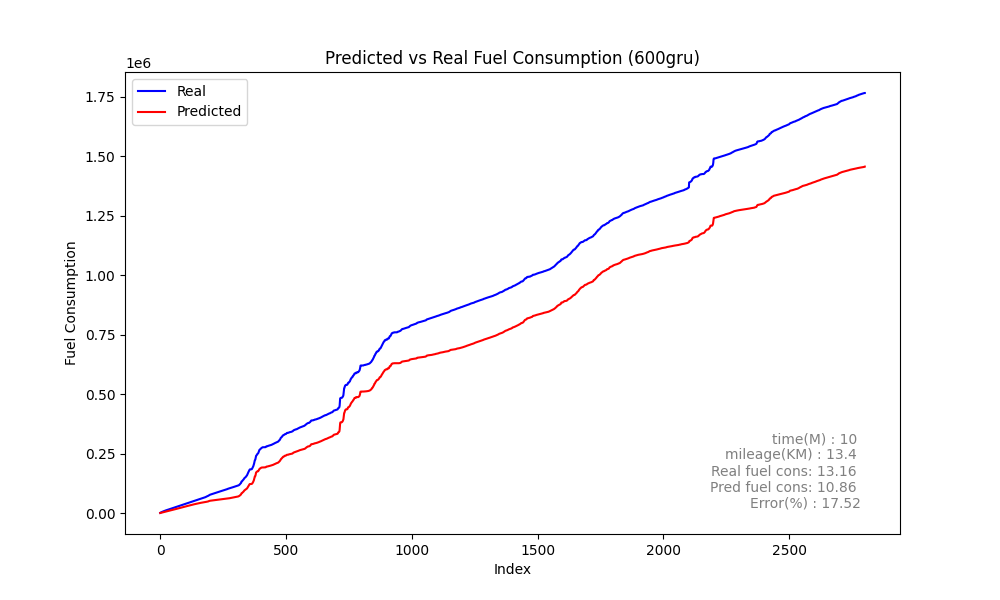 Predicted vs Real Fuel Consumption (600gru)
1e6
Real
Predicted
1.75
1.50
1.25
1.00
0.75
0.50
0.25
0.00
Fuel Consumption
time(M) : 10
mileage(KM) : 13.4
Real fuel cons: 13.16
Pred fuel cons: 10.86
Error(%) : 17.52
0 500 1000 1500 2000 2500
Index